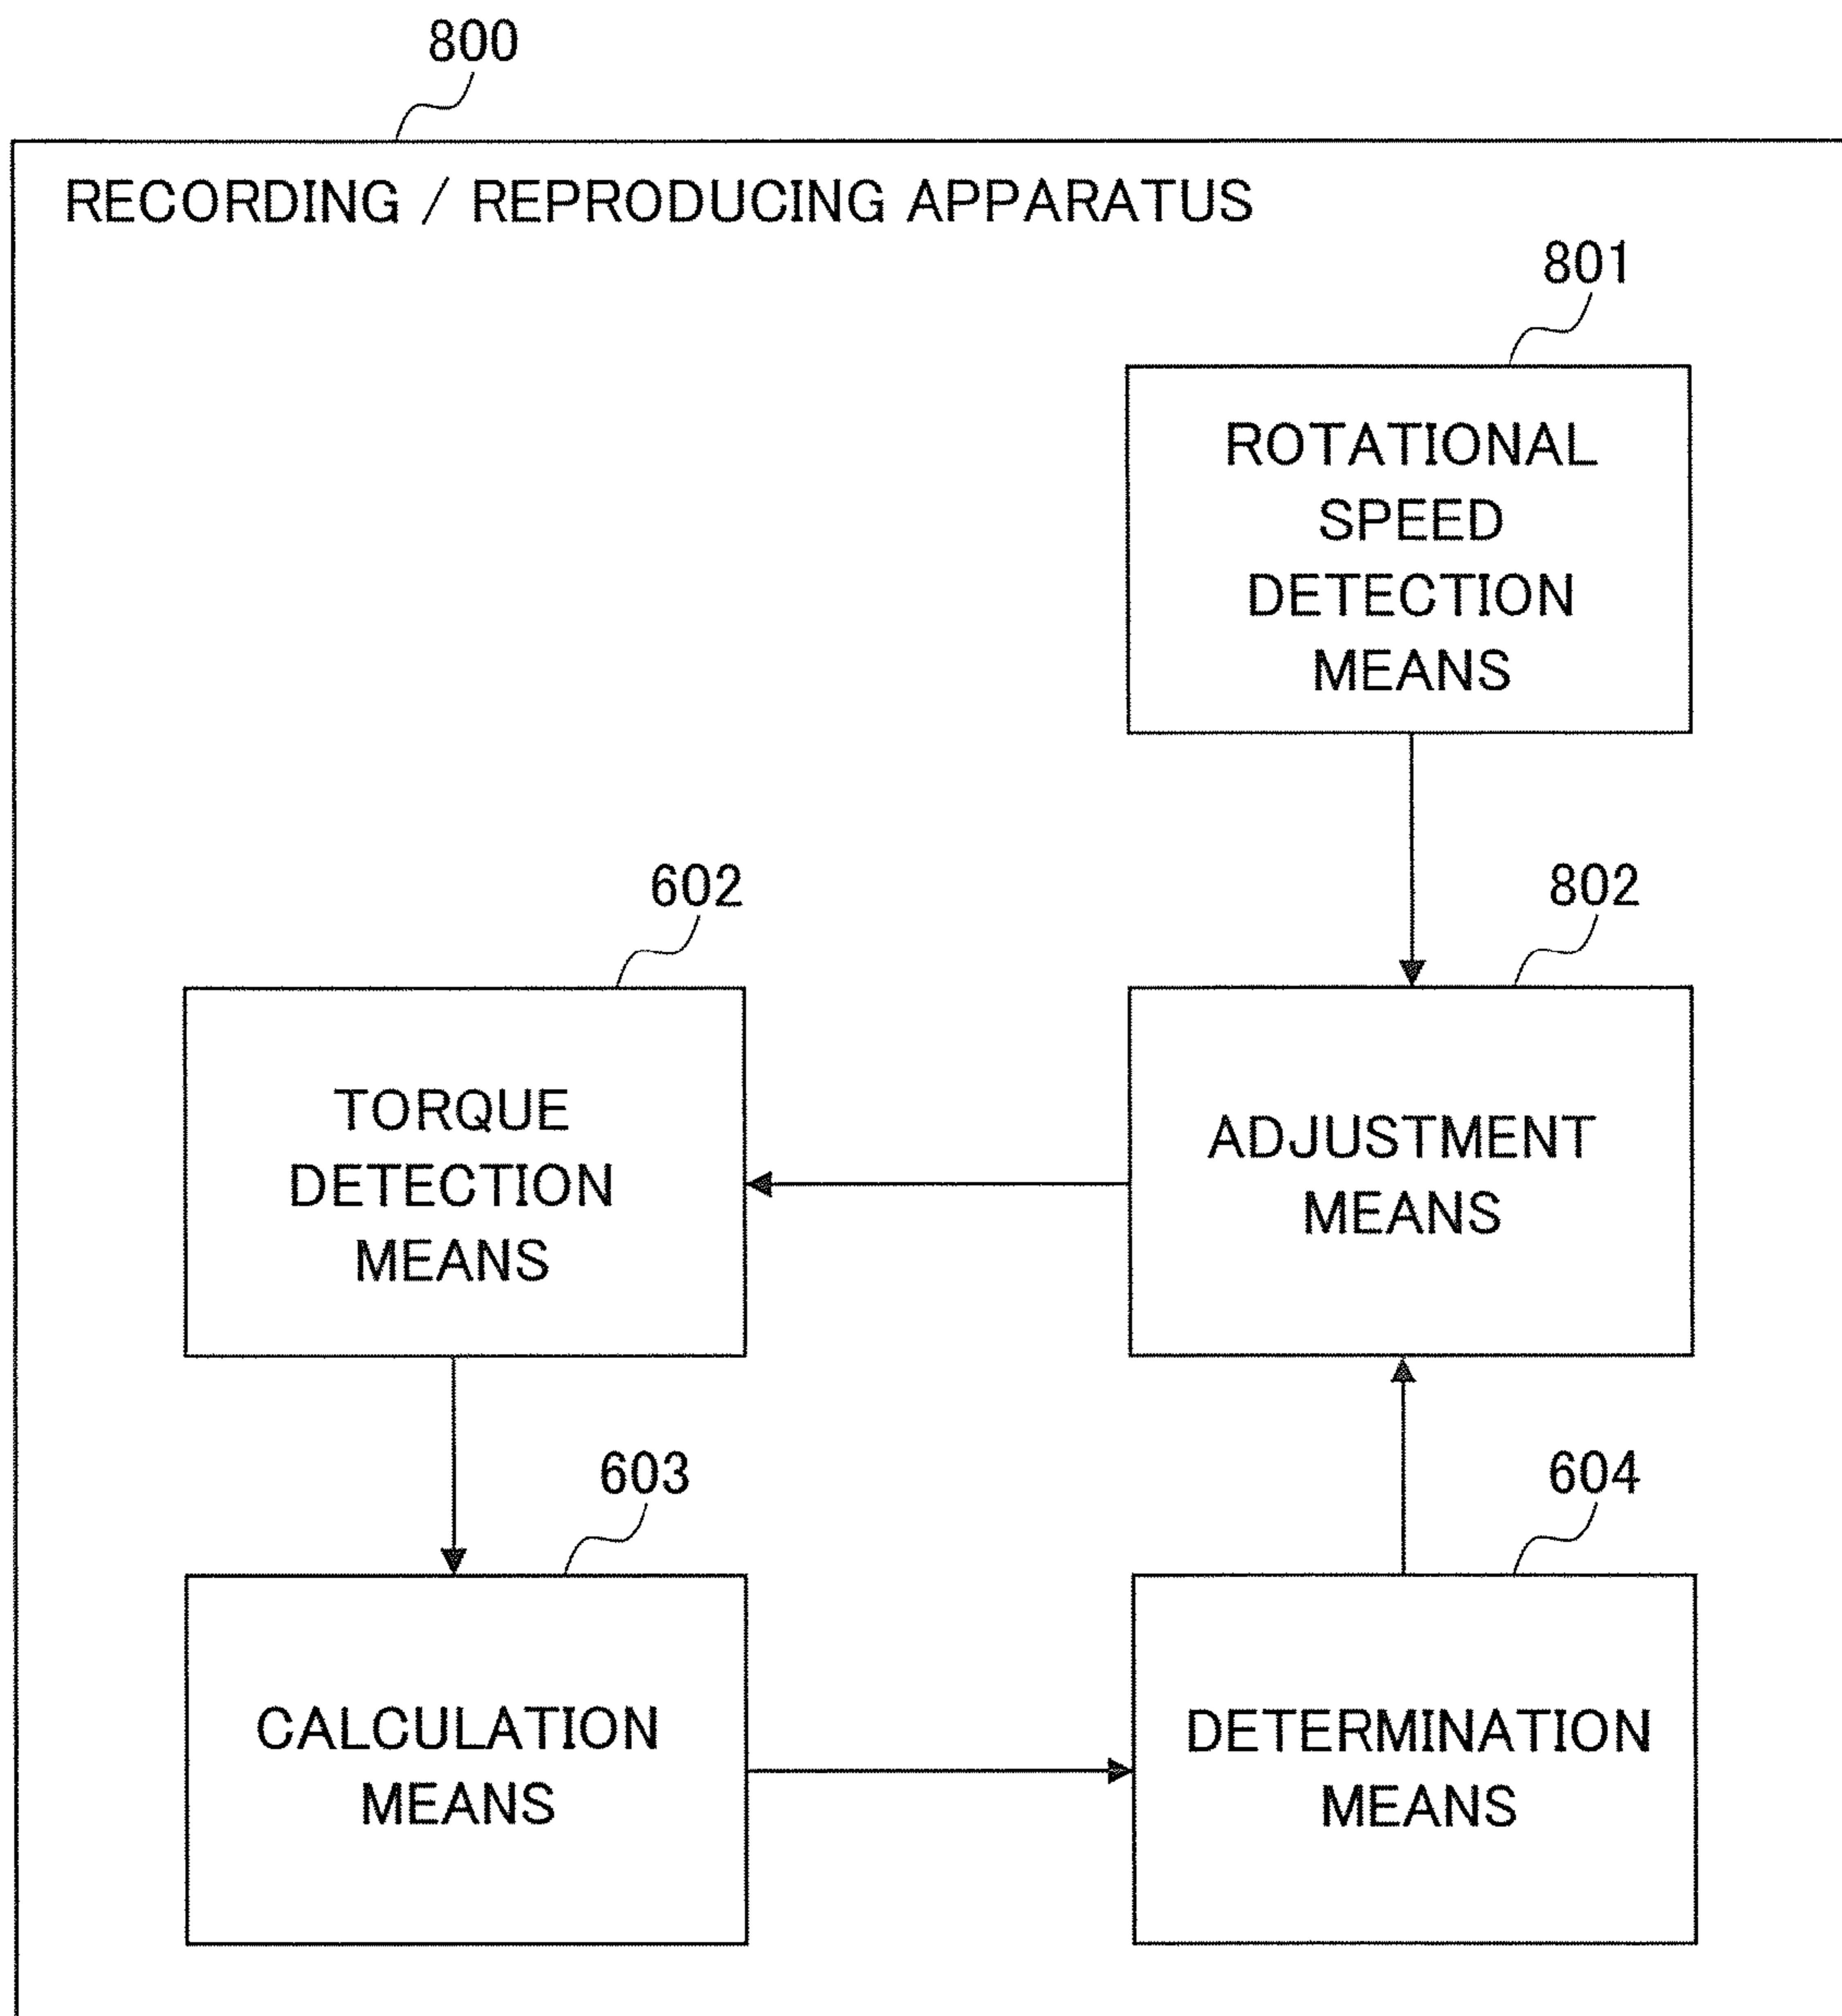 800
RECORDING / REPRODUCING APPARATUS
801
ROTATIONAL
SPEED
DETECTION
MEANS
602
TORQUE
DETECTION
MEANS
802
ADJUSTMENT
MEANS
603
CALCULATION
MEANS
604
DETERMINATION
MEANS